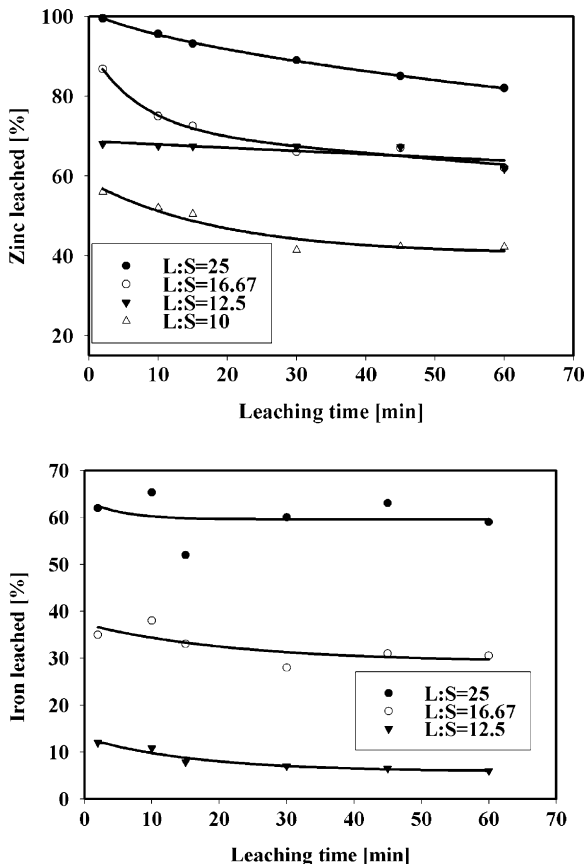 100
80
60
40
20
Zinc leached [%]
L:S=25
L:S=16.67
L:S=12.5
L:S=10
0 10 20 30 40 50 60 70
Leaching time [min]
70
60
50
40
30
20
10
0
Iron leached [%]
L:S=25
L:S=16.67
L:S=12.5
0 10 20 30 40 50 60 70
Leaching time [min]